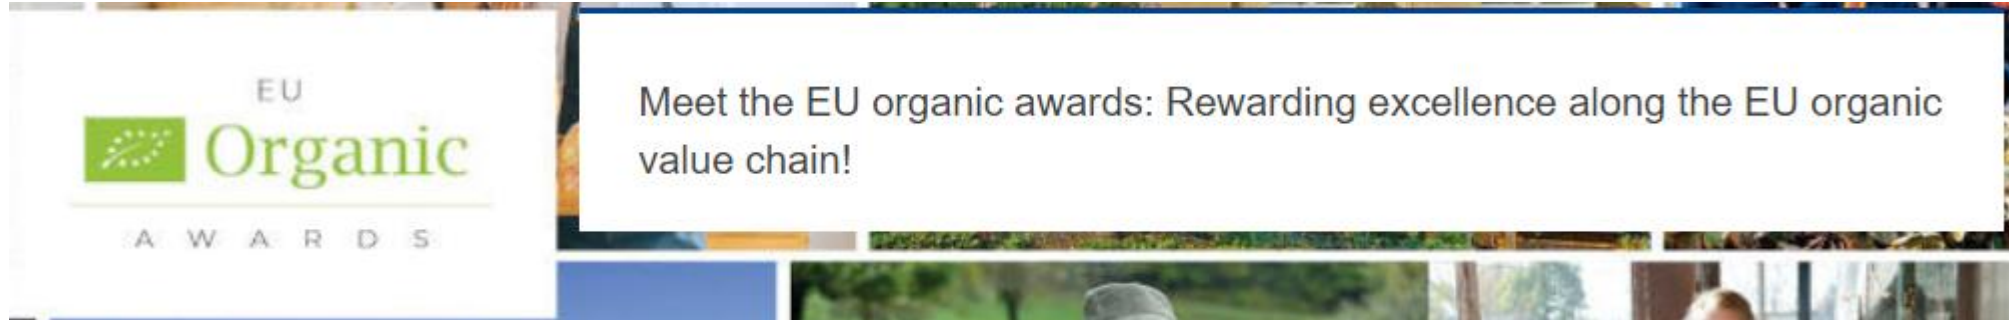 EU
Organic
AWARDS
Meet the EU organic awards: Rewarding excellence along the EU organic
value chain!